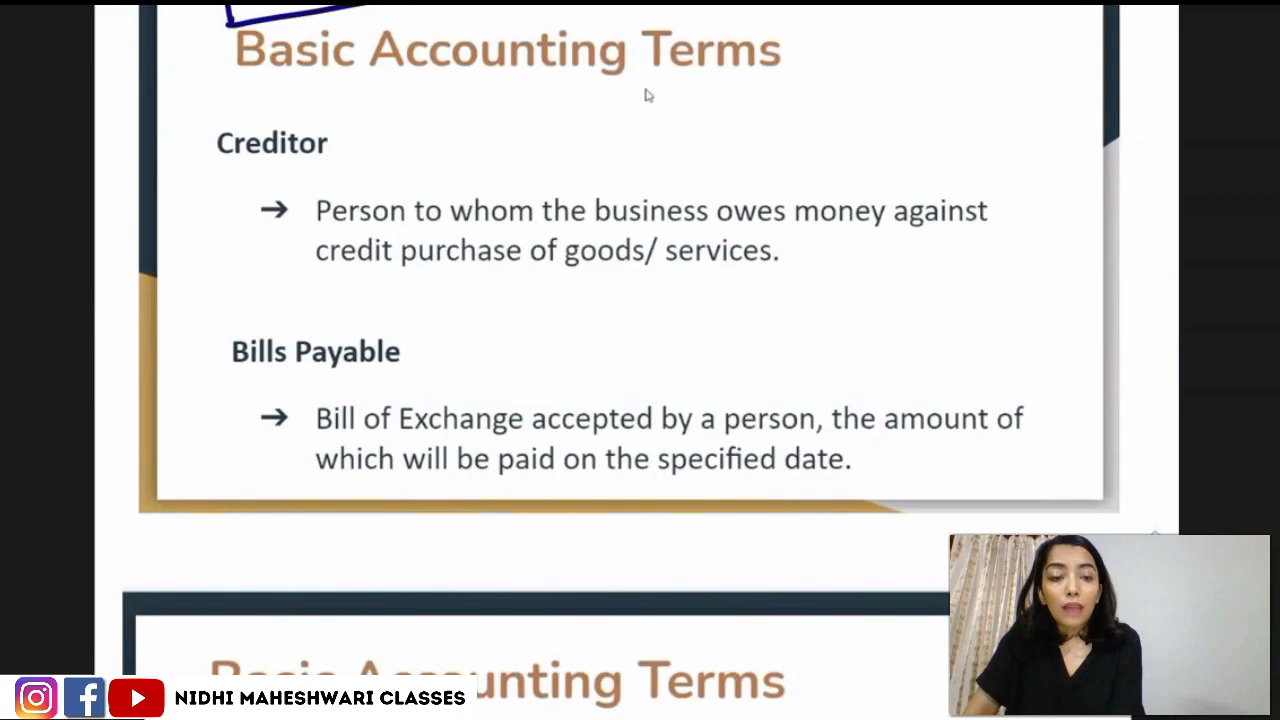 Basic Accounting Terms
Creditor
➔ Person to whom the business owes money against
credit purchase of goods/ services.
Bills Payable
➔ Bill of Exchange accepted by a person, the amount of
which will be paid on the specified date.
Basic Accounting Terms
NIDHI MAHESHWARI CLASSES